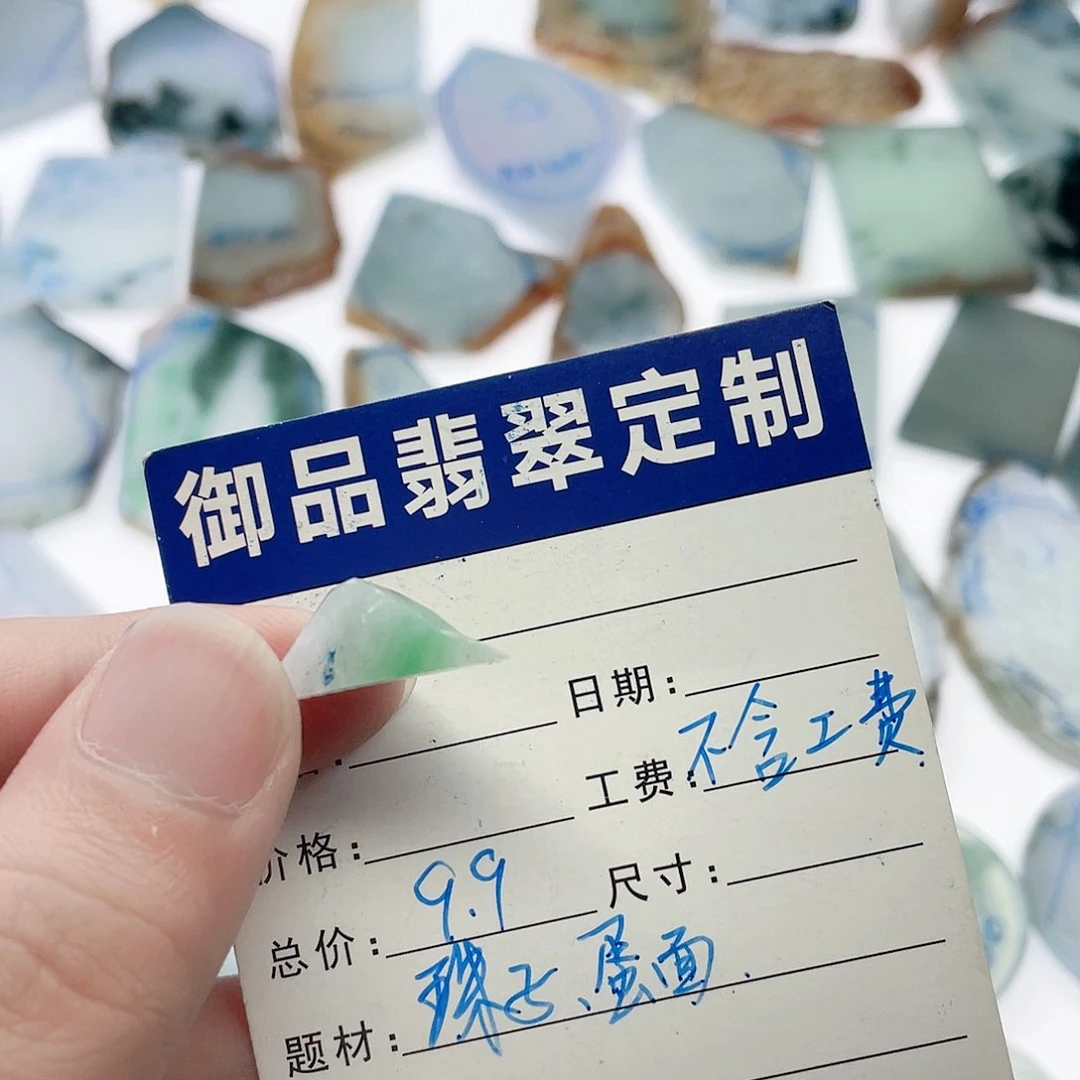 御品翡翠定制
日期:
工费: 不含工费
价格:
尺寸:
总价: 9.9
题材: 珠子、蛋面.